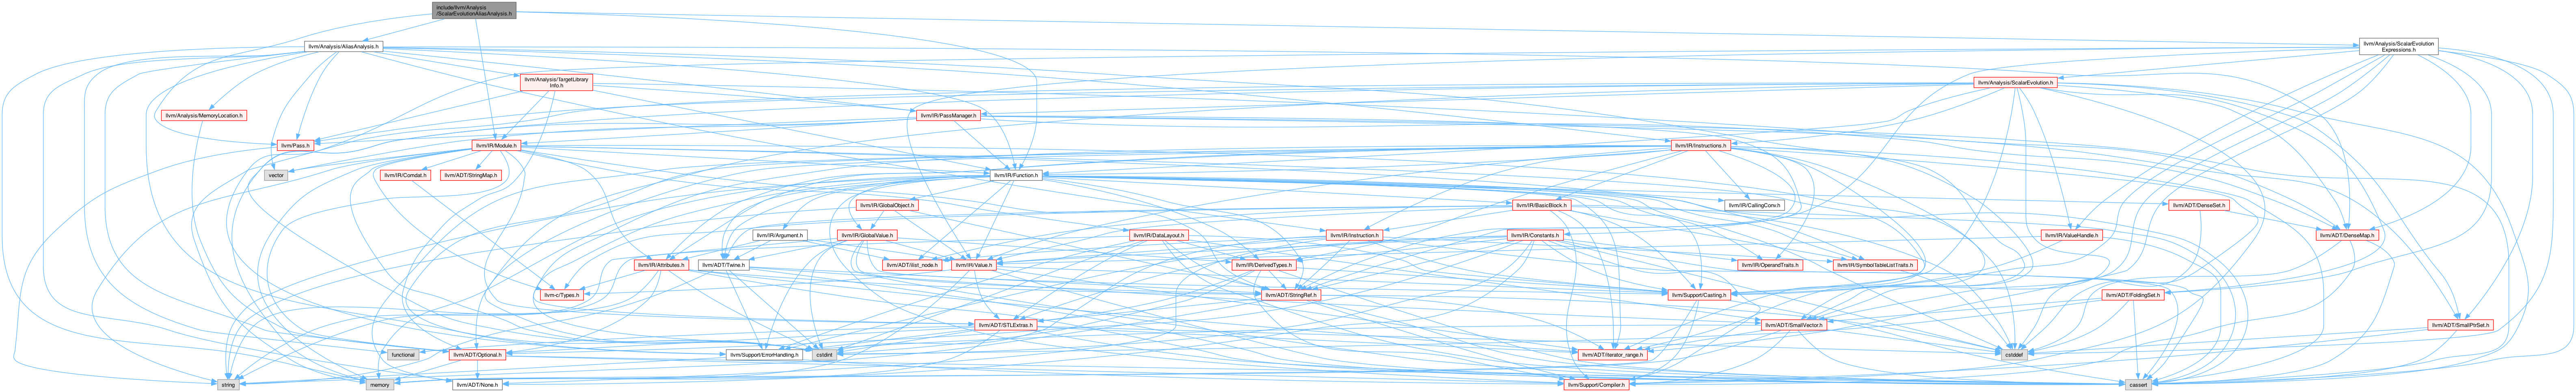 include/llvm/Analysis
/ScalarEvolutionAliasAnalysis.h
llvm/Analysis/AliasAnalysis.h
llvm/Analysis/ScalarEvolution
Expressions.h
llvm/Analysis/TargetLibrary
Info.h
llvm/Analysis/ScalarEvolution.h
llvm/Analysis/MemoryLocation.h
llvm/IR/PassManager.h
llvm/Pass.h
llvm/IR/Module.h
llvm/IR/Instructions.h
vector
llvm/IR/Comdat.h
llvm/ADT/StringMap.h
llvm/IR/Function.h
llvm/IR/GlobalObject.h
llvm/IR/BasicBlock.h
llvm/IR/CallingConv.h
llvm/ADT/DenseSet.h
llvm/IR/Argument.h
llvm/IR/GlobalValue.h
llvm/IR/DataLayout.h
llvm/IR/Instruction.h
llvm/IR/Constants.h
llvm/IR/ValueHandle.h
llvm/ADT/DenseMap.h
llvm/IR/Attributes.h
llvm/ADT/Twine.h
llvm/ADT/ilist_node.h
llvm/IR/Value.h
llvm/IR/DerivedTypes.h
llvm/IR/OperandTraits.h
llvm/IR/SymbolTableListTraits.h
llvm-c/Types.h
llvm/ADT/StringRef.h
llvm/Support/Casting.h
llvm/ADT/FoldingSet.h
llvm/ADT/STLExtras.h
llvm/ADT/SmallVector.h
llvm/ADT/SmallPtrSet.h
functional
llvm/ADT/Optional.h
llvm/Support/ErrorHandling.h
cstdint
llvm/ADT/iterator_range.h
cstddef
string
memory
llvm/ADT/None.h
llvm/Support/Compiler.h
cassert